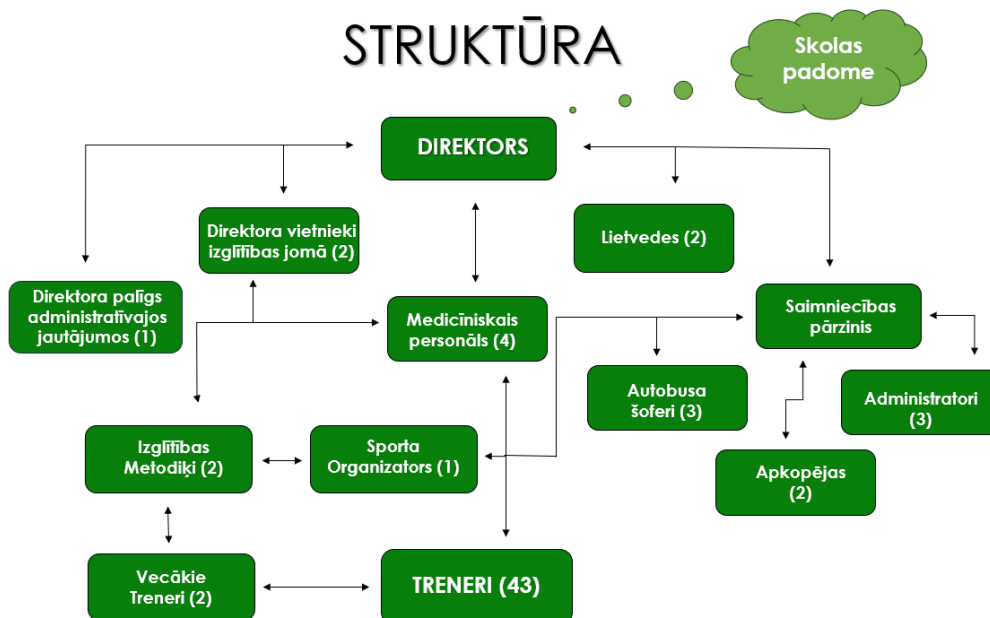 STRUKTŪRA
Skolas
padome
DIREKTORS
Direktora vietnieki
izglītības jomā (2)
Lietvedes (2)
Direktora palīgs
administratīvajos
jautājumos (1)
Medicīniskais
personāls (4)
Saimniecības
pārzinis
Autobusa
šoferi (3)
Administratori
(3)
Izglītības
Metodiķi (2)
Sporta
Organizators (1)
Apkopējas
(2)
Vecākie
Treneri (2)
TRENERI (43)